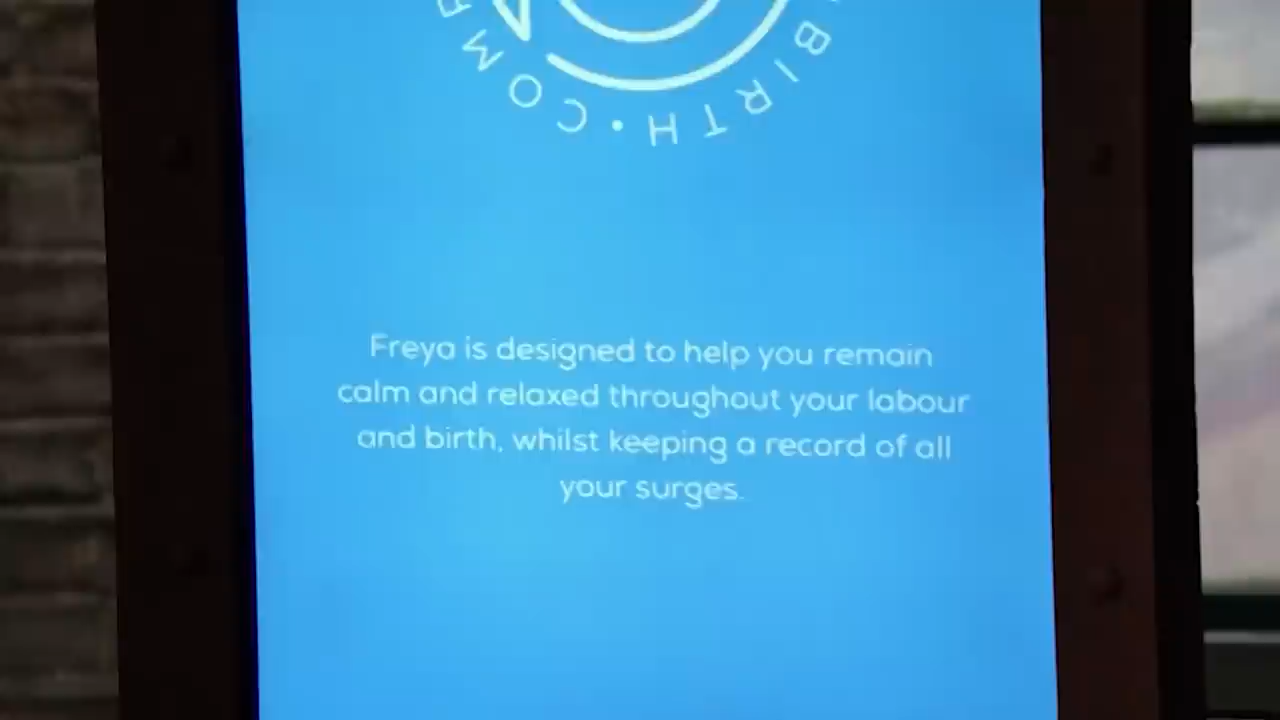 BIRTH • COM
Freya is designed to help you remain
calm and relaxed throughout your labour
and birth, whilst keeping a record of all
your surges.